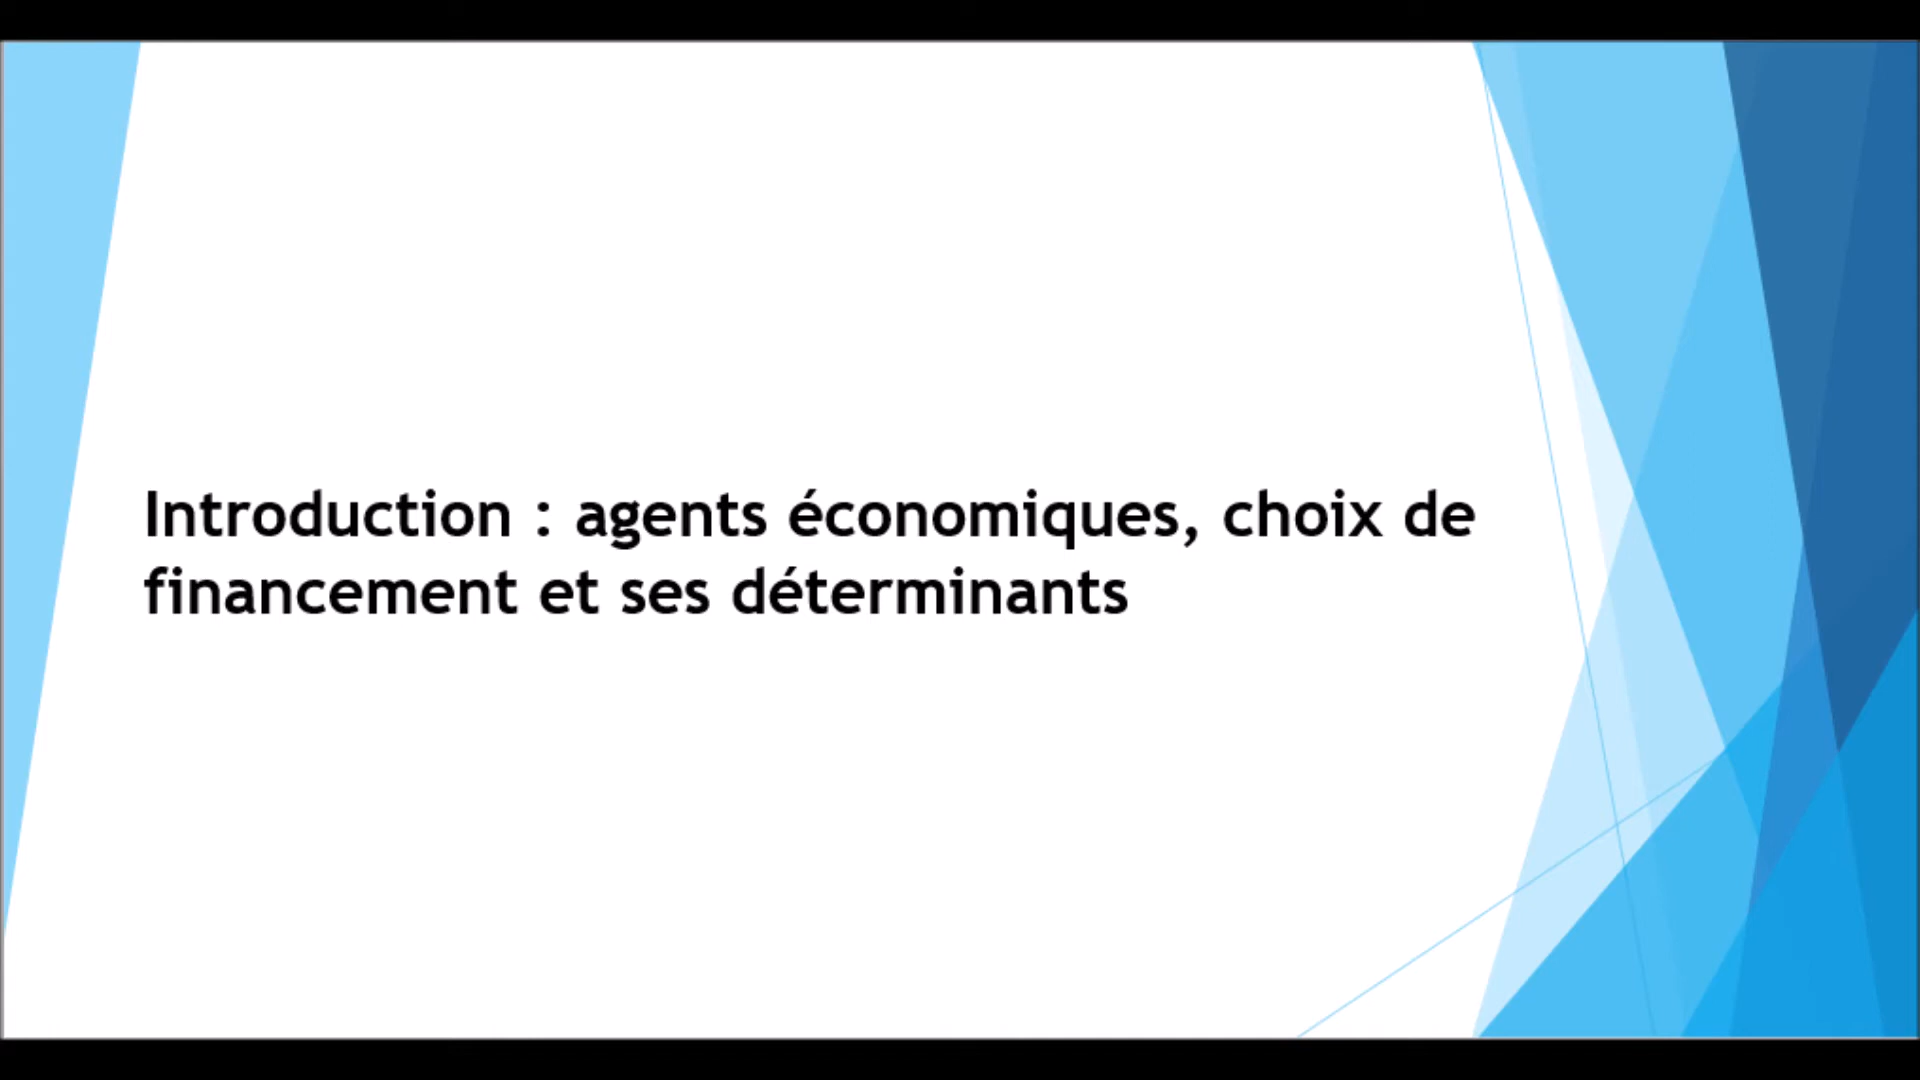 Introduction : agents économiques, choix de
financement et ses déterminants